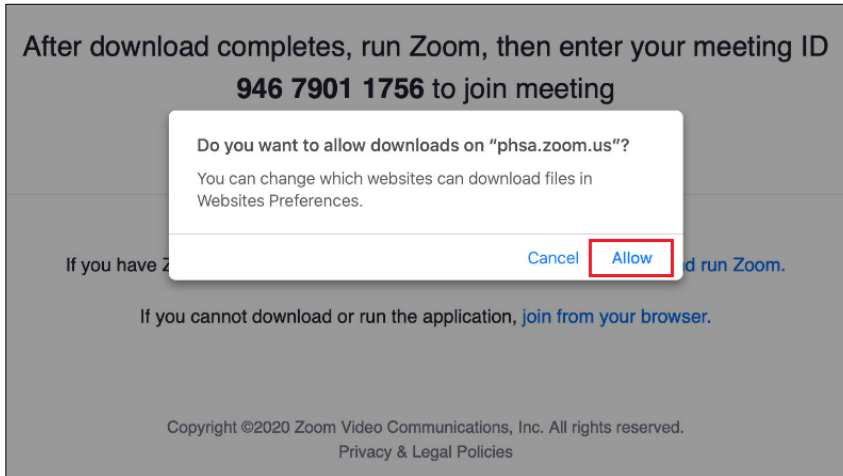 After download completes, run Zoom, then enter your meeting ID
946 7901 1756 to join meeting
Do you want to allow downloads on “phsa.zoom.us”?
You can change which websites can download files in
Websites Preferences.
Cancel Allow
If you have d run Zoom.
If you cannot download or run the application, join from your browser.
Copyright ©2020 Zoom Video Communications, Inc. All rights reserved.
Privacy & Legal Policies